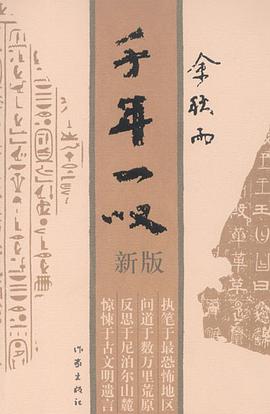 千年一叹
余秋雨
新版
执笔于最恐怖地区
问道于数万里荒原
反思于尼泊尔山麓
惊悚于古文明遗言
作家出版社